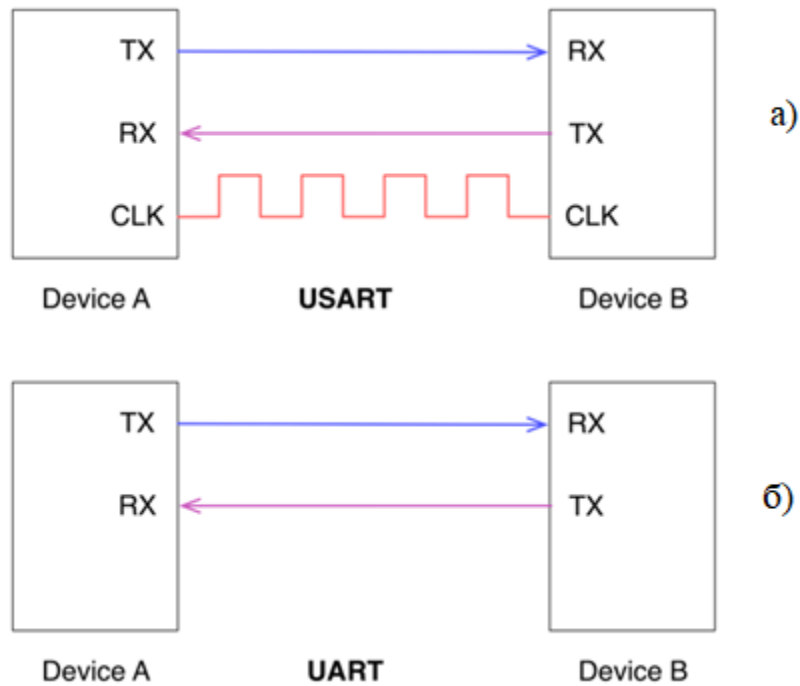 TX RX
а)
RX TX
CLK CLK
Device A USART Device B
TX RX
б)
RX TX
Device A UART Device B